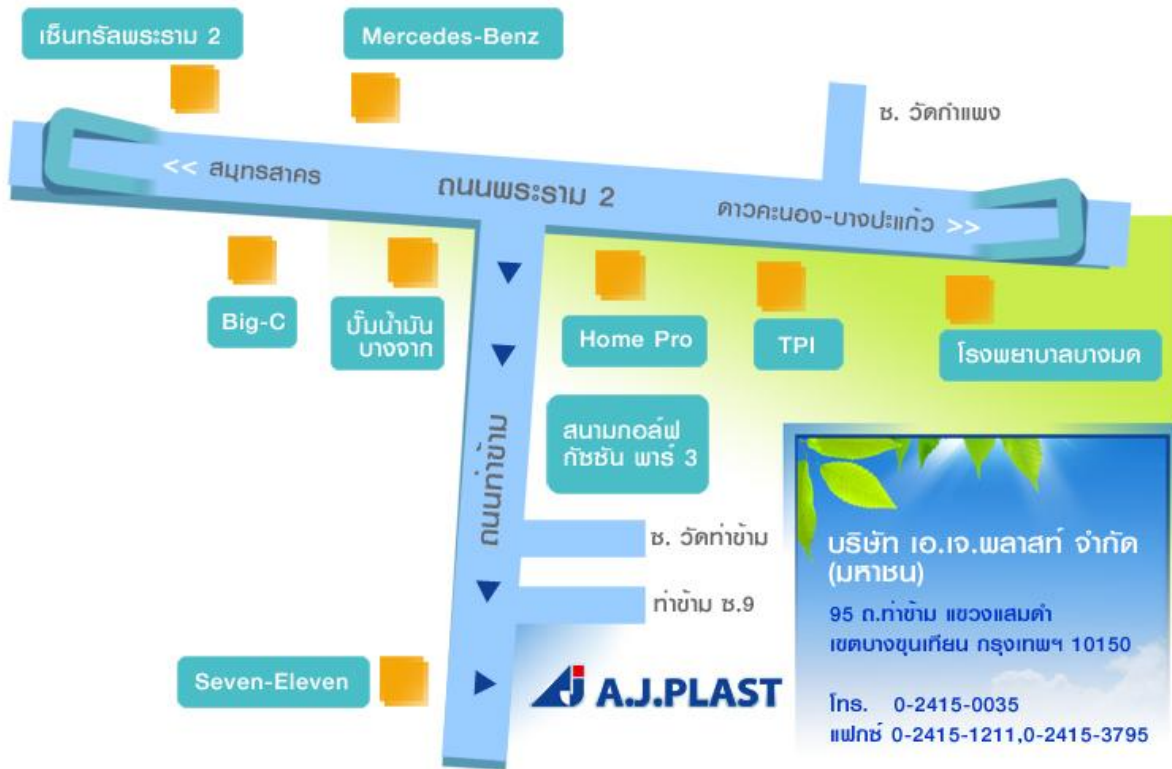 เซ็นทรัลพระราม 2
Mercedes-Benz
ซ. วัดกำแพง
<< สมุทรสาคร
ถนนพระราม 2
ดาวคะนอง-บางปะแก้ว >>
Big-C
ปั๊มน้ำมัน
บางจาก
Home Pro
TPI
โรงพยาบาลบางมด
ถนนท่าข้าม
สนามกอล์ฟ
กัซซัน พาร์ 3
ซ. วัดท่าข้าม
ท่าข้าม ซ.9
Seven-Eleven
A.J.PLAST
บริษัท เอ.เจ.พลาสท์ จำกัด
(มหาชน)
95 ถ.ท่าข้าม แขวงแสมดำ
เขตบางขุนเทียน กรุงเทพฯ 10150
โทร. 0-2415-0035
แฟกซ์ 0-2415-1211,0-2415-3795